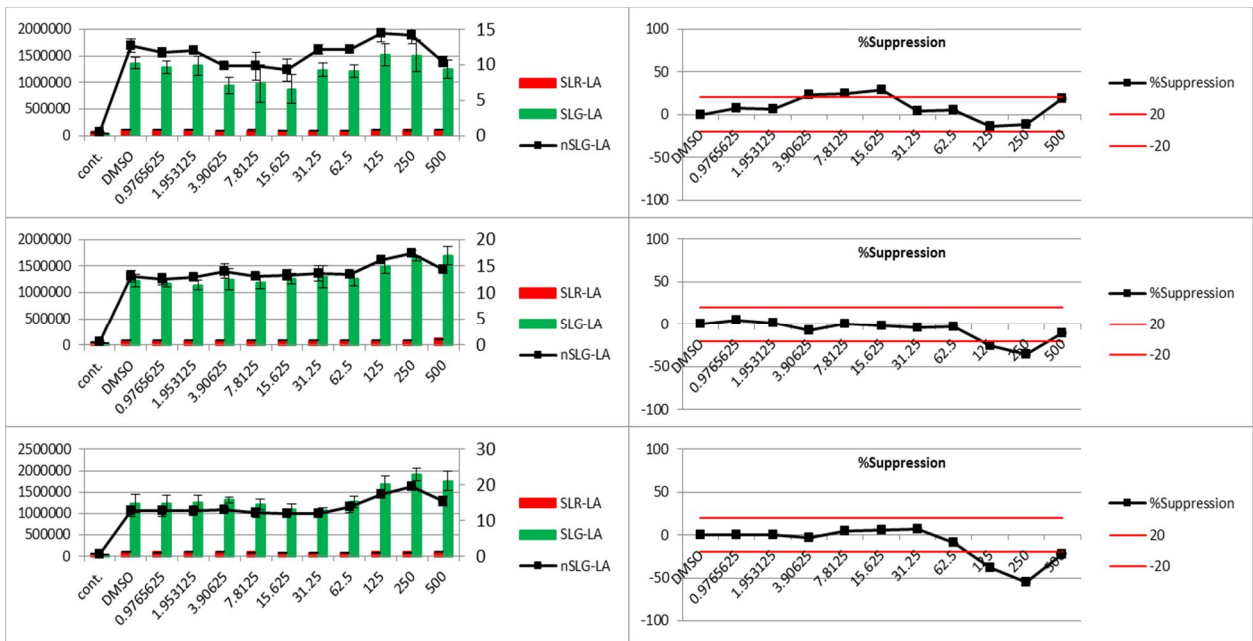 2000000 15
1500000 10
1000000
500000 5
0 0
cont. DMSO 0.9765625 1.953125 3.90625 7.8125 15.625 31.25 62.5 125 250 500
SLR-LA
SLG-LA
nSLG-LA
%Suppression
100
50
0
-50
-100
DMSO 0.9765625 1.953125 3.90625 7.8125 15.625 31.25 62.5 125 250 500
%Suppression
20
-20
2000000 20
1500000 15
1000000 10
500000 5
0 0
cont. DMSO 0.9765625 1.953125 3.90625 7.8125 15.625 31.25 62.5 125 250 500
SLR-LA
SLG-LA
nSLG-LA
%Suppression
100
50
0
-50
-100
DMSO 0.9765625 1.953125 3.90625 7.8125 15.625 31.25 62.5 125 250 500
%Suppression
20
-20
2500000 30
2000000
1500000 20
1000000 10
500000
0 0
cont. DMSO 0.9765625 1.953125 3.90625 7.8125 15.625 31.25 62.5 125 250 500
SLR-LA
SLG-LA
nSLG-LA
%Suppression
100
50
0
-50
-100
DMSO 0.9765625 1.953125 3.90625 7.8125 15.625 31.25 62.5 125 250 500
%Suppression
20
-20